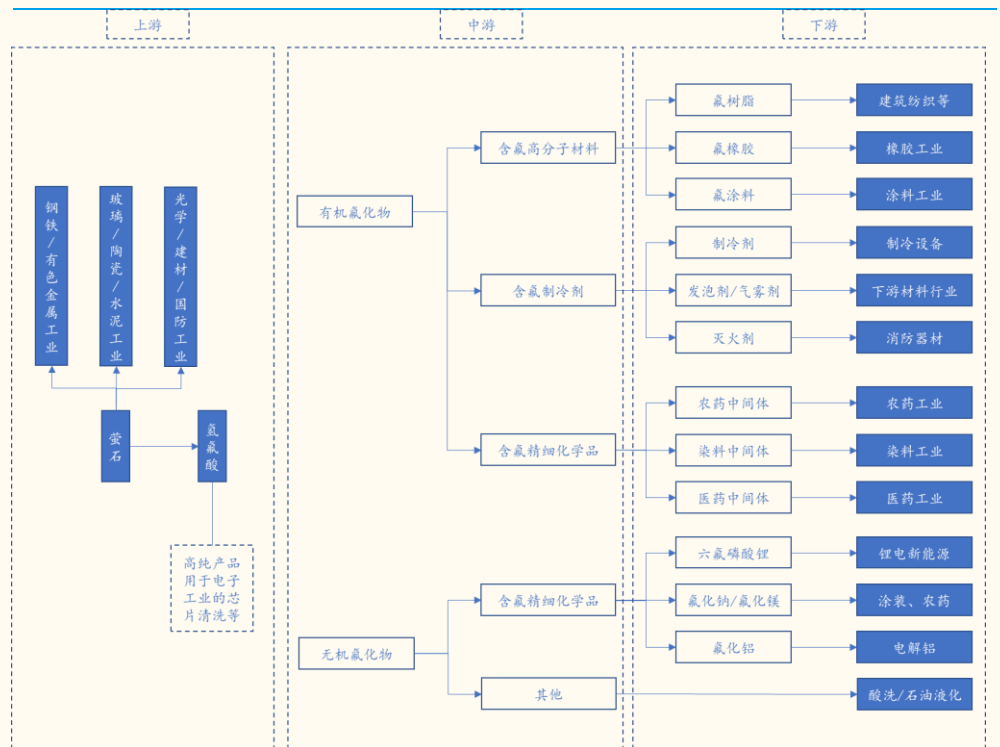 上游
中游
下游
钢铁/有色金属工业
玻璃/陶瓷/水泥工业
光学/建材/国防工业
萤石
氢氟酸
高纯产品
用于电子
工业的芯
片清洗等
有机氟化物
含氟高分子材料
氟树脂
建筑纺织等
氟橡胶
橡胶工业
氟涂料
涂料工业
含氟制冷剂
制冷剂
制冷设备
发泡剂/气雾剂
下游材料行业
灭火剂
消防器材
含氟精细化学品
农药中间体
农药工业
染料中间体
染料工业
医药中间体
医药工业
无机氟化物
含氟精细化学品
六氟磷酸锂
锂电新能源
氟化钠/氟化镁
涂装、农药
氟化铝
电解铝
其他
酸洗/石油液化